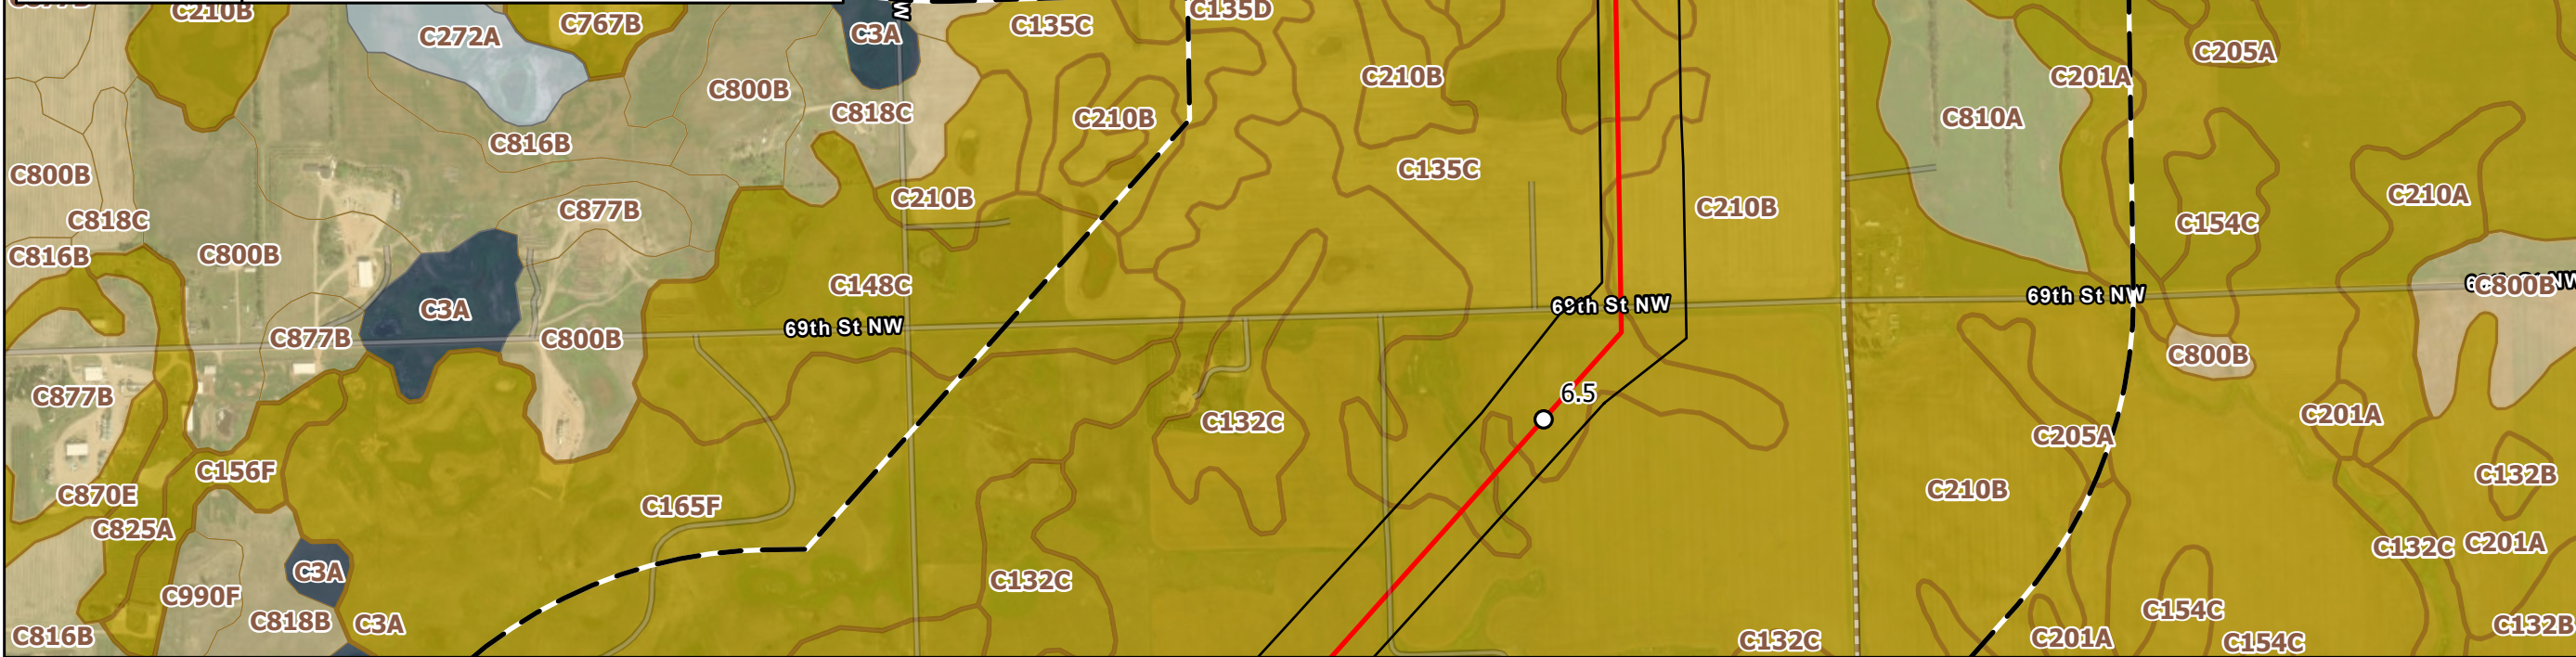 C210B
C767B
C135D
C272A
C3A
C135C
C205A
W
C800B
C210B
C201A
C818C
C210B
C810A
C816B
C135C
C800B
C210B
C210B
C210A
C818C
C877B
C154C
C816B
C800B
C148C
C3A
69th St NW
69th St NW
69th St NW
C800B
C877B
C800B
C800B
C877B
6.5
C132C
C201A
C156F
C205A
C132B
C870E
C165F
C210B
C825A
C132C
C201A
C3A
C132C
C990F
C818B
C3A
C154C
C132B
C816B
C132C
C201A
C154C